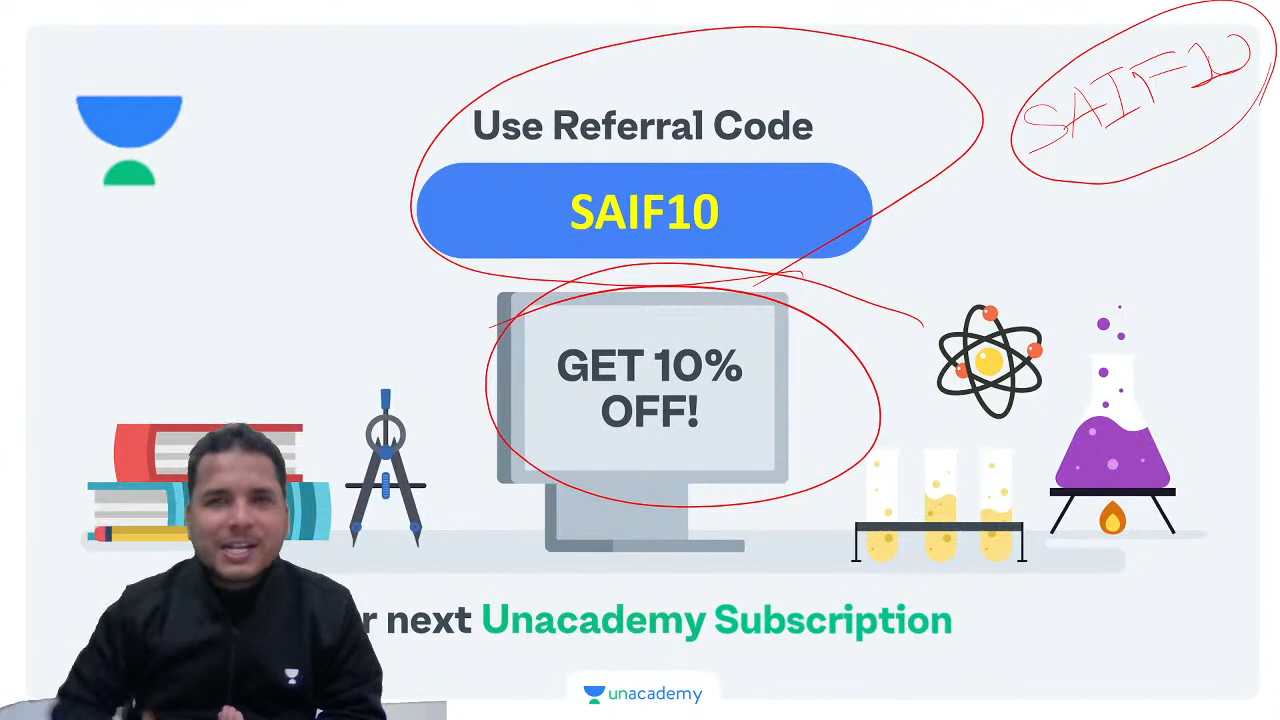 Use Referral Code
SAIF10
SAIF10
GET 10%
OFF!
r next Unacademy Subscription
unacademy